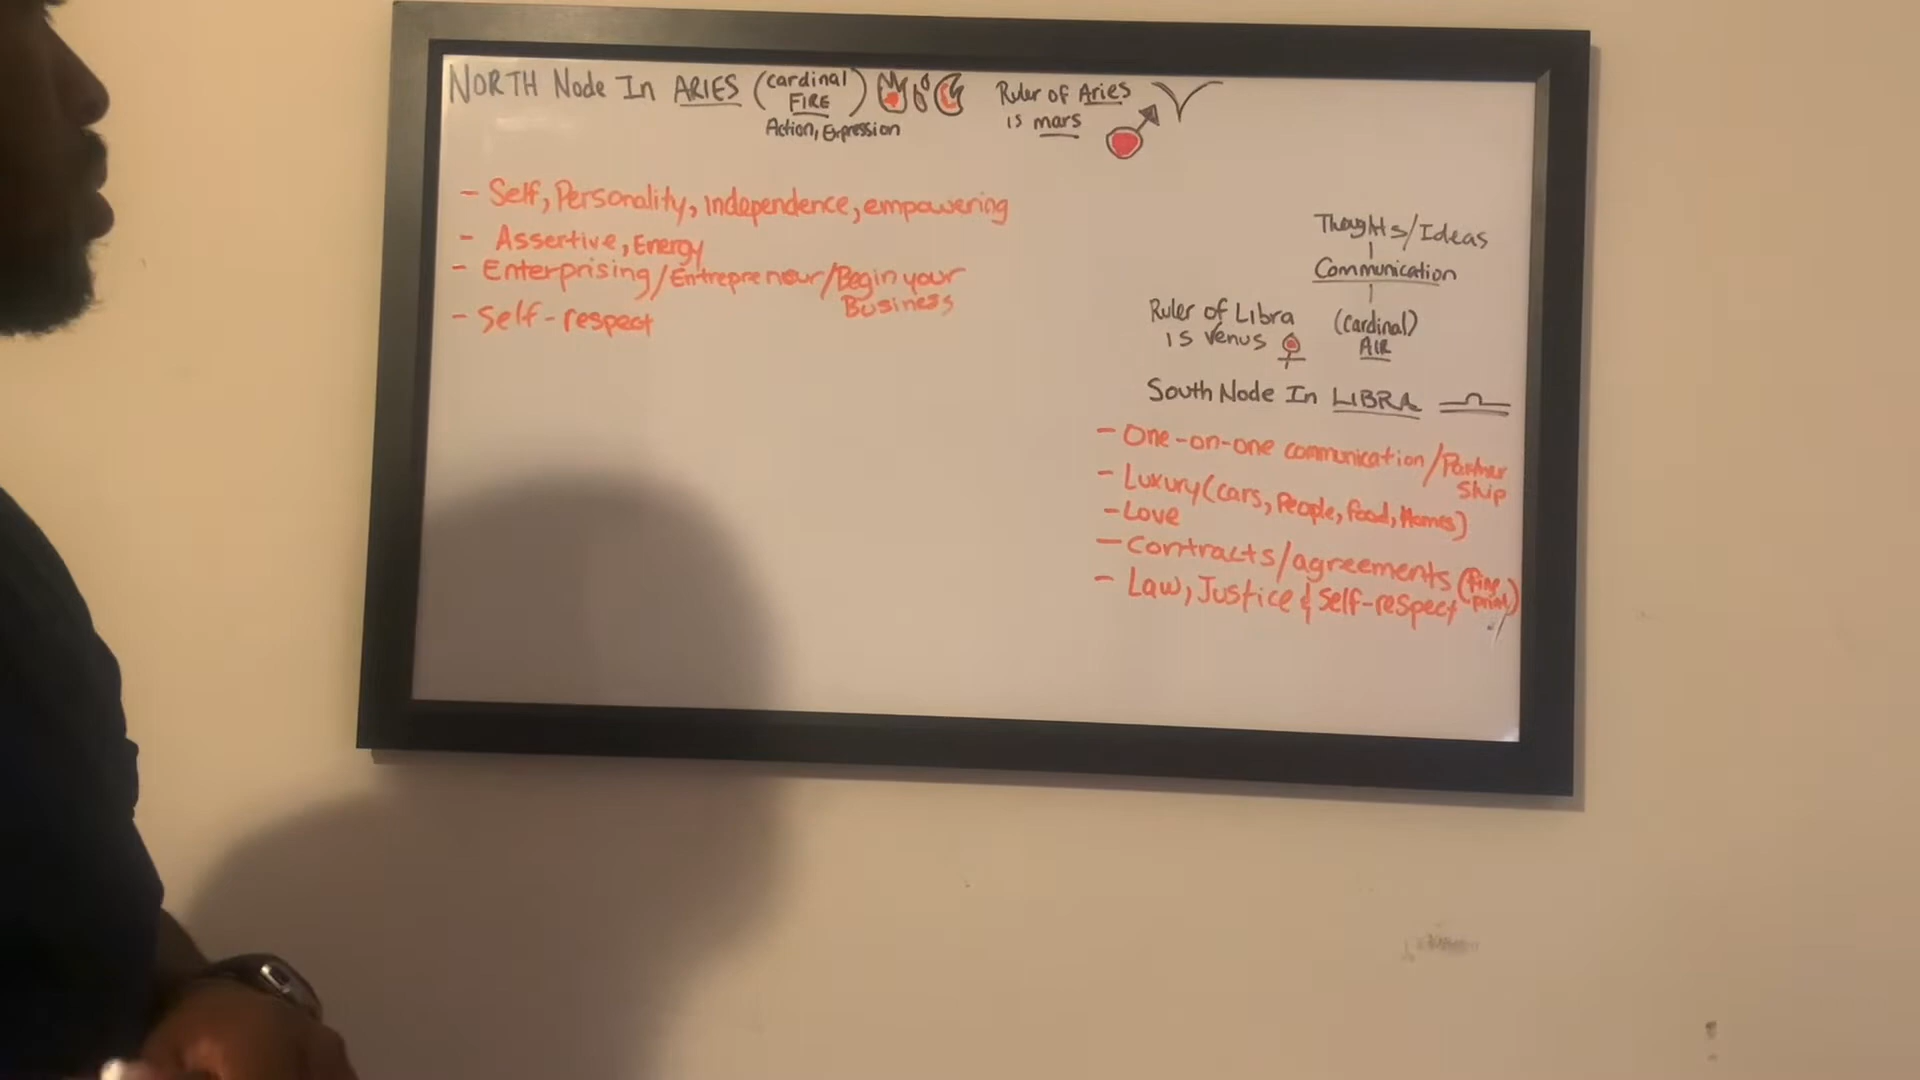 NORTH Node In ARIES (cardinal FIRE)
Action, Expression
Ruler of Aries
is mars
- Self, Personality, independence, empowering
- Assertive, Energy
- Enterprising/Entrepreneur/Begin your
Business
- Self-respect
Thoughts/Ideas
Communication
(cardinal)
AIR
Ruler of Libra
is Venus
South Node In LIBRA
- One-on-one communication/Partner
Ship
- Luxury (cars, People, food, Homes)
- Love
- Contracts/agreements (fine
print)
- Law, Justice & Self-respect